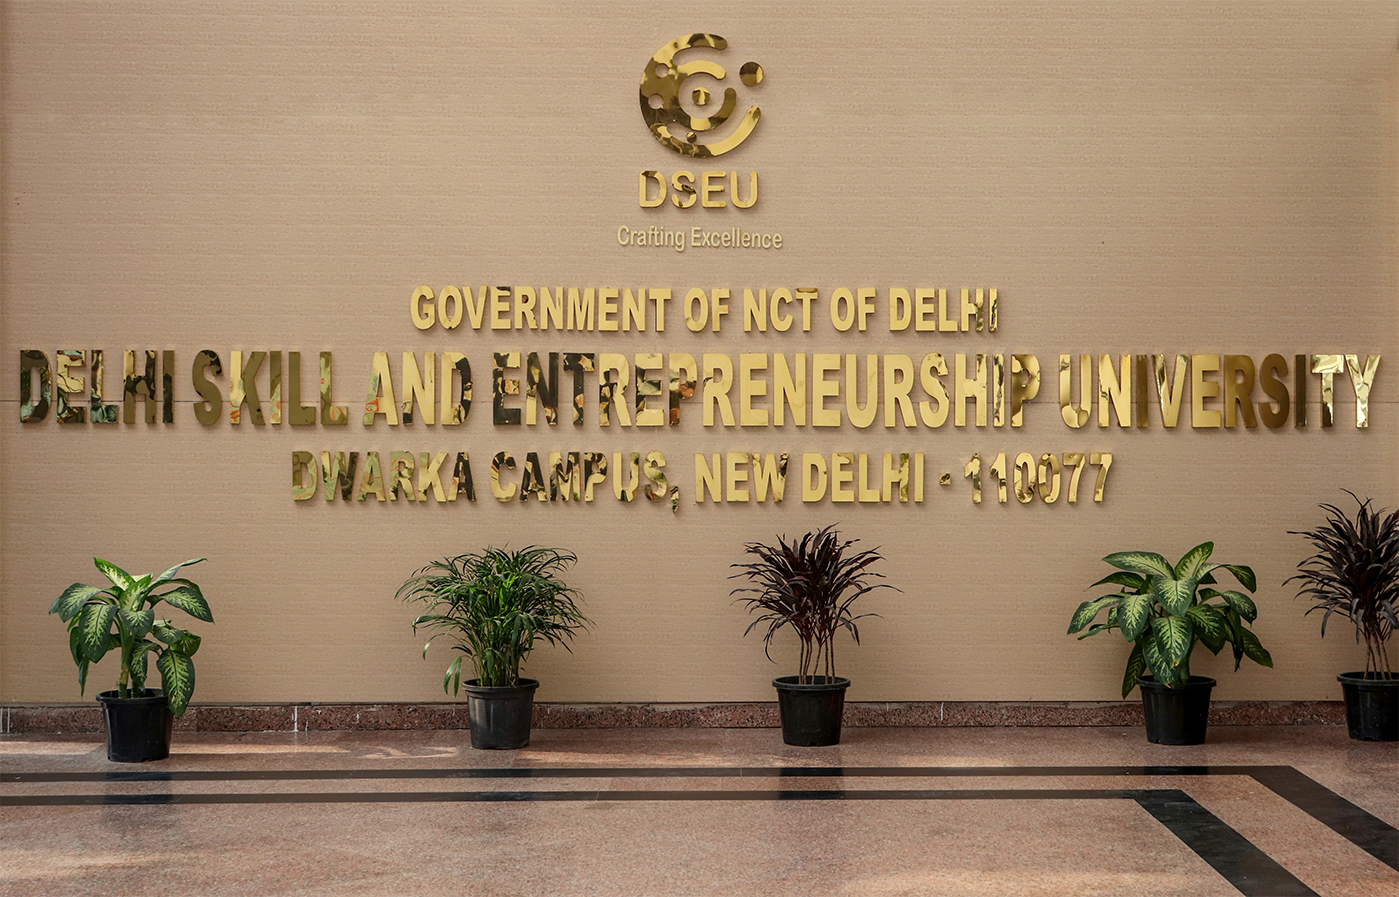 DSEU
Crafting Excellence
GOVERNMENT OF NCT OF DELHI
DELHI SKILL AND ENTREPRENEURSHIP UNIVERSITY
DWARKA CAMPUS, NEW DELHI - 110077